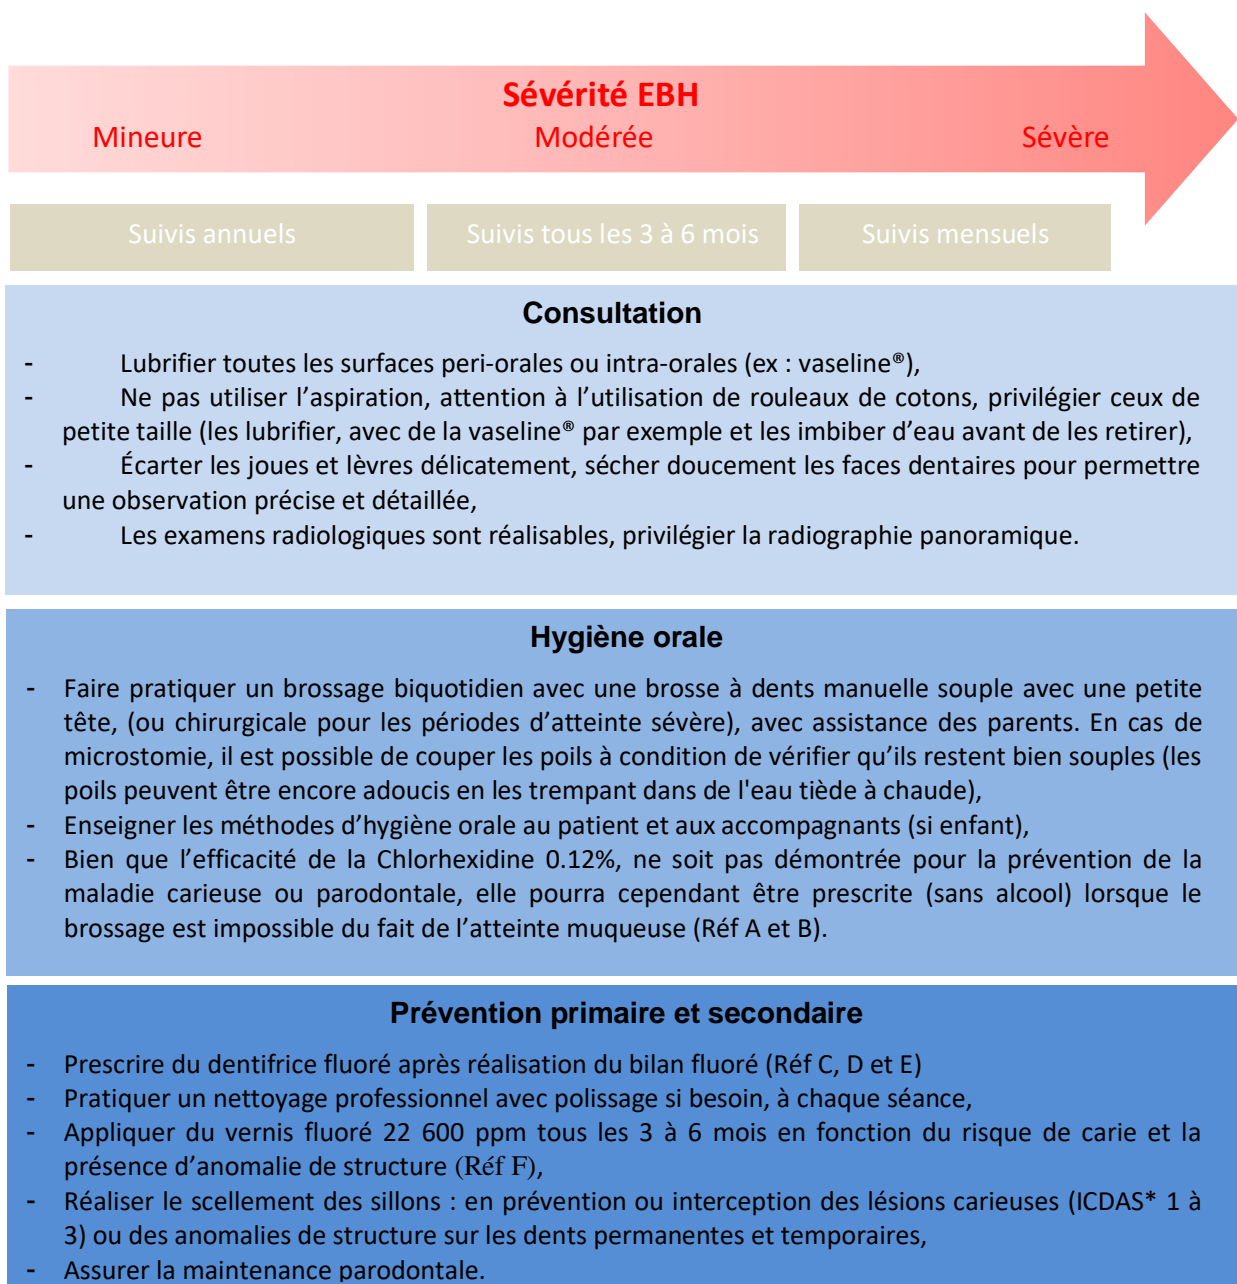 Sévérité EBH
Mineure Modérée Sévère
Suivis annuels Suivis tous les 3 à 6 mois Suivis mensuels
Consultation
- Lubrifier toutes les surfaces peri-orales ou intra-orales (ex : vaseline®),
- Ne pas utiliser l’aspiration, attention à l’utilisation de rouleaux de cotons, privilégier ceux de
petite taille (les lubrifier, avec de la vaseline® par exemple et les imbiber d’eau avant de les retirer),
- Écarter les joues et lèvres délicatement, sécher doucement les faces dentaires pour permettre
une observation précise et détaillée,
- Les examens radiologiques sont réalisables, privilégier la radiographie panoramique.
Hygiène orale
- Faire pratiquer un brossage biquotidien avec une brosse à dents manuelle souple avec une petite
tête, (ou chirurgicale pour les périodes d’atteinte sévère), avec assistance des parents. En cas de
microstomie, il est possible de couper les poils à condition de vérifier qu’ils restent bien souples (les
poils peuvent être encore adoucis en les trempant dans de l'eau tiède à chaude),
- Enseigner les méthodes d’hygiène orale au patient et aux accompagnants (si enfant),
- Bien que l’efficacité de la Chlorhexidine 0.12%, ne soit pas démontrée pour la prévention de la
maladie carieuse ou parodontale, elle pourra cependant être prescrite (sans alcool) lorsque le
brossage est impossible du fait de l’atteinte muqueuse (Réf A et B).
Prévention primaire et secondaire
- Prescrire du dentifrice fluoré après réalisation du bilan fluoré (Réf C, D et E)
- Pratiquer un nettoyage professionnel avec polissage si besoin, à chaque séance,
- Appliquer du vernis fluoré 22 600 ppm tous les 3 à 6 mois en fonction du risque de carie et la
présence d’anomalie de structure (Réf F),
- Réaliser le scellement des sillons : en prévention ou interception des lésions carieuses (ICDAS* 1 à
3) ou des anomalies de structure sur les dents permanentes et temporaires,
- Assurer la maintenance parodontale.